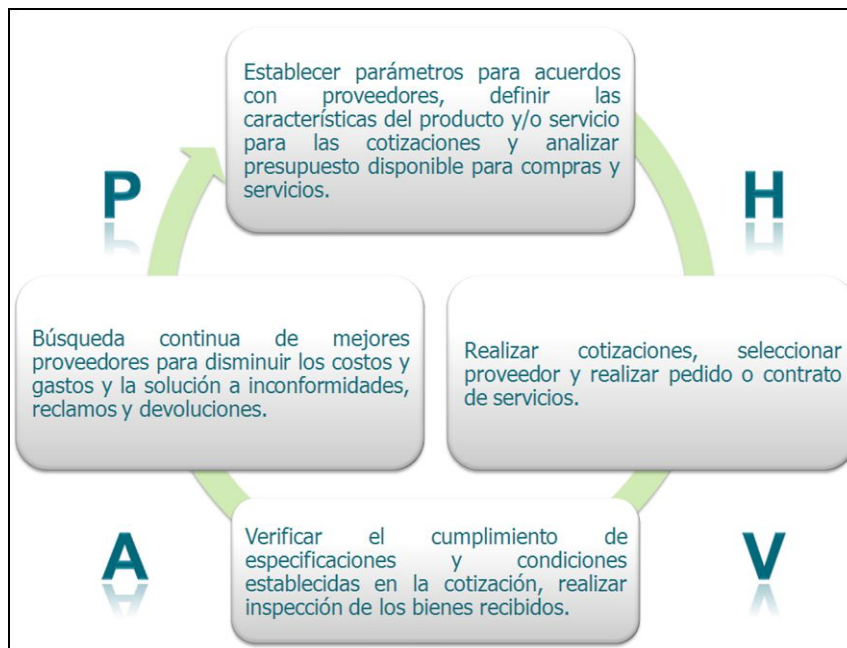 Establecer parámetros para acuerdos
con proveedores, definir las
características del producto y/o servicio
para las cotizaciones y analizar
presupuesto disponible para compras y
servicios.
P
H
Búsqueda continua de mejores
proveedores para disminuir los costos y
gastos y la solución a inconformidades,
reclamos y devoluciones.
Realizar cotizaciones, seleccionar
proveedor y realizar pedido o contrato
de servicios.
A
V
Verificar el cumplimiento de
especificaciones y condiciones
establecidas en la cotización, realizar
inspección de los bienes recibidos.